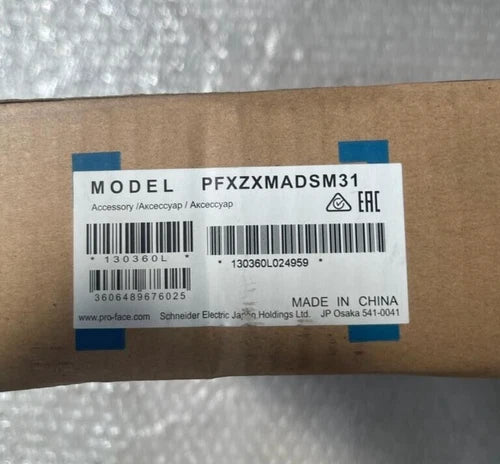 MODEL PFXZXMADSM31
Accessory /Аксессуар / Аксессуар
EAC
* 130360L *
* 130360L024959 *
3606489676025
MADE IN CHINA
www.pro-face.com Schneider Electric Japan Holdings Ltd. JP Osaka 541-0041